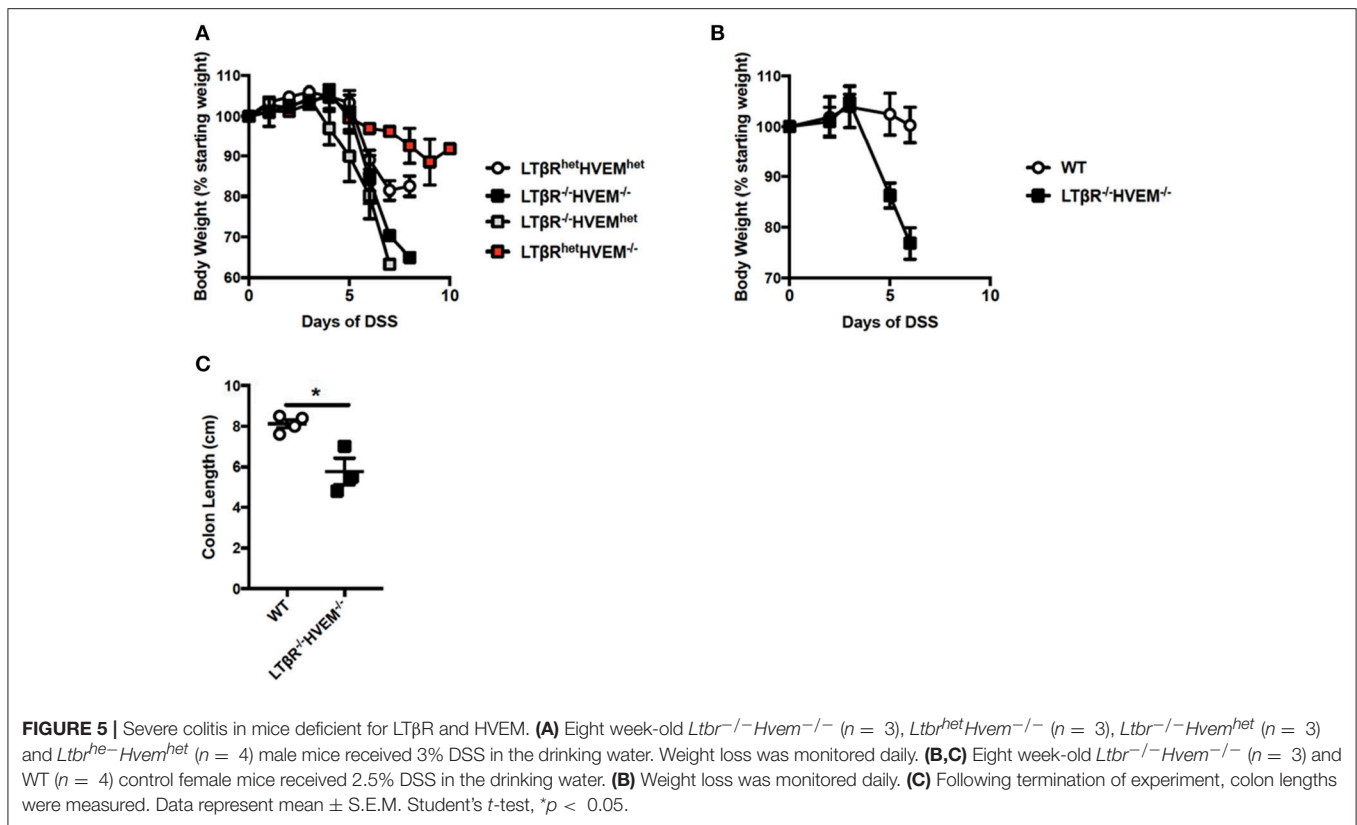 A
Body Weight (% starting weight)
110
100
90
80
70
60
0
5
10
Days of DSS
LTβRhetHVEMhet
LTβR-/-HVEM-/-
LTβR-/-HVEMhet
LTβRhetHVEM-/-
B
Body Weight (% starting weight)
110
100
90
80
70
0
5
10
Days of DSS
WT
LTβR-/-HVEM-/-
C
*
Colon Length (cm)
10
8
6
4
2
0
WT
LTβR-/-HVEM-/-
FIGURE 5 | Severe colitis in mice deficient for LTβR and HVEM. (A) Eight week-old Ltbr−/−Hvem−/− (n = 3), LtbrhetHvem−/− (n = 3), Ltbr−/−Hvemhet (n = 3)
and Ltbrhe−Hvemhet (n = 4) male mice received 3% DSS in the drinking water. Weight loss was monitored daily. (B,C) Eight week-old Ltbr−/−Hvem−/− (n = 3) and
WT (n = 4) control female mice received 2.5% DSS in the drinking water. (B) Weight loss was monitored daily. (C) Following termination of experiment, colon lengths
were measured. Data represent mean ± S.E.M. Student's t-test, *p < 0.05.